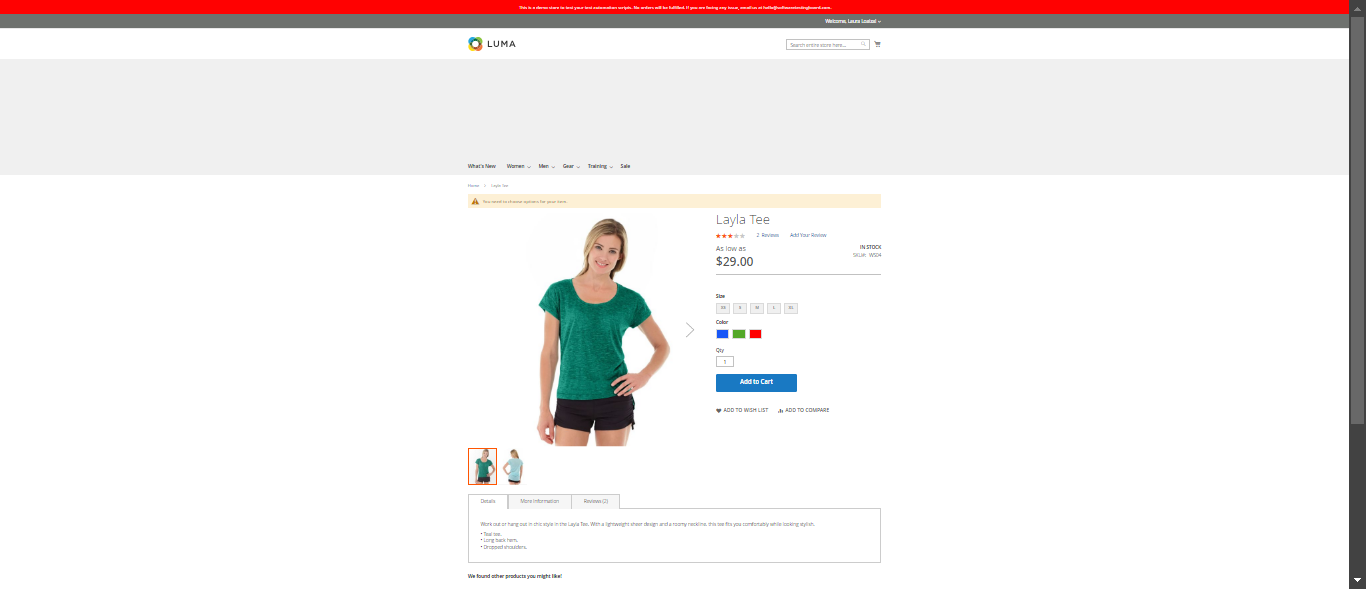 This is a demo store to test your test automation scripts. No orders will be fulfilled. If you are facing any issue, email us at hello@softwaretestingboard.com.
Welcome, Laura
LUMA
Search entire store here...
What's New Women Men Gear Training Sale
Home Layla Tee
You need to choose options for your item.
Layla Tee
2 Reviews Add Your Review
As low as
$29.00
IN STOCK
SKU#: WS04
Size
XS S M L XL
Color
Qty
1
Add to Cart
ADD TO WISH LIST ADD TO COMPARE
Details More Information Reviews (2)
Work out or hang out in chic style in the Layla Tee. With a lightweight sheer design and a roomy neckline, this tee fits you comfortably while looking stylish.
• Teal tee.
• Long back hem.
• Dropped shoulders.
We found other products you might like!